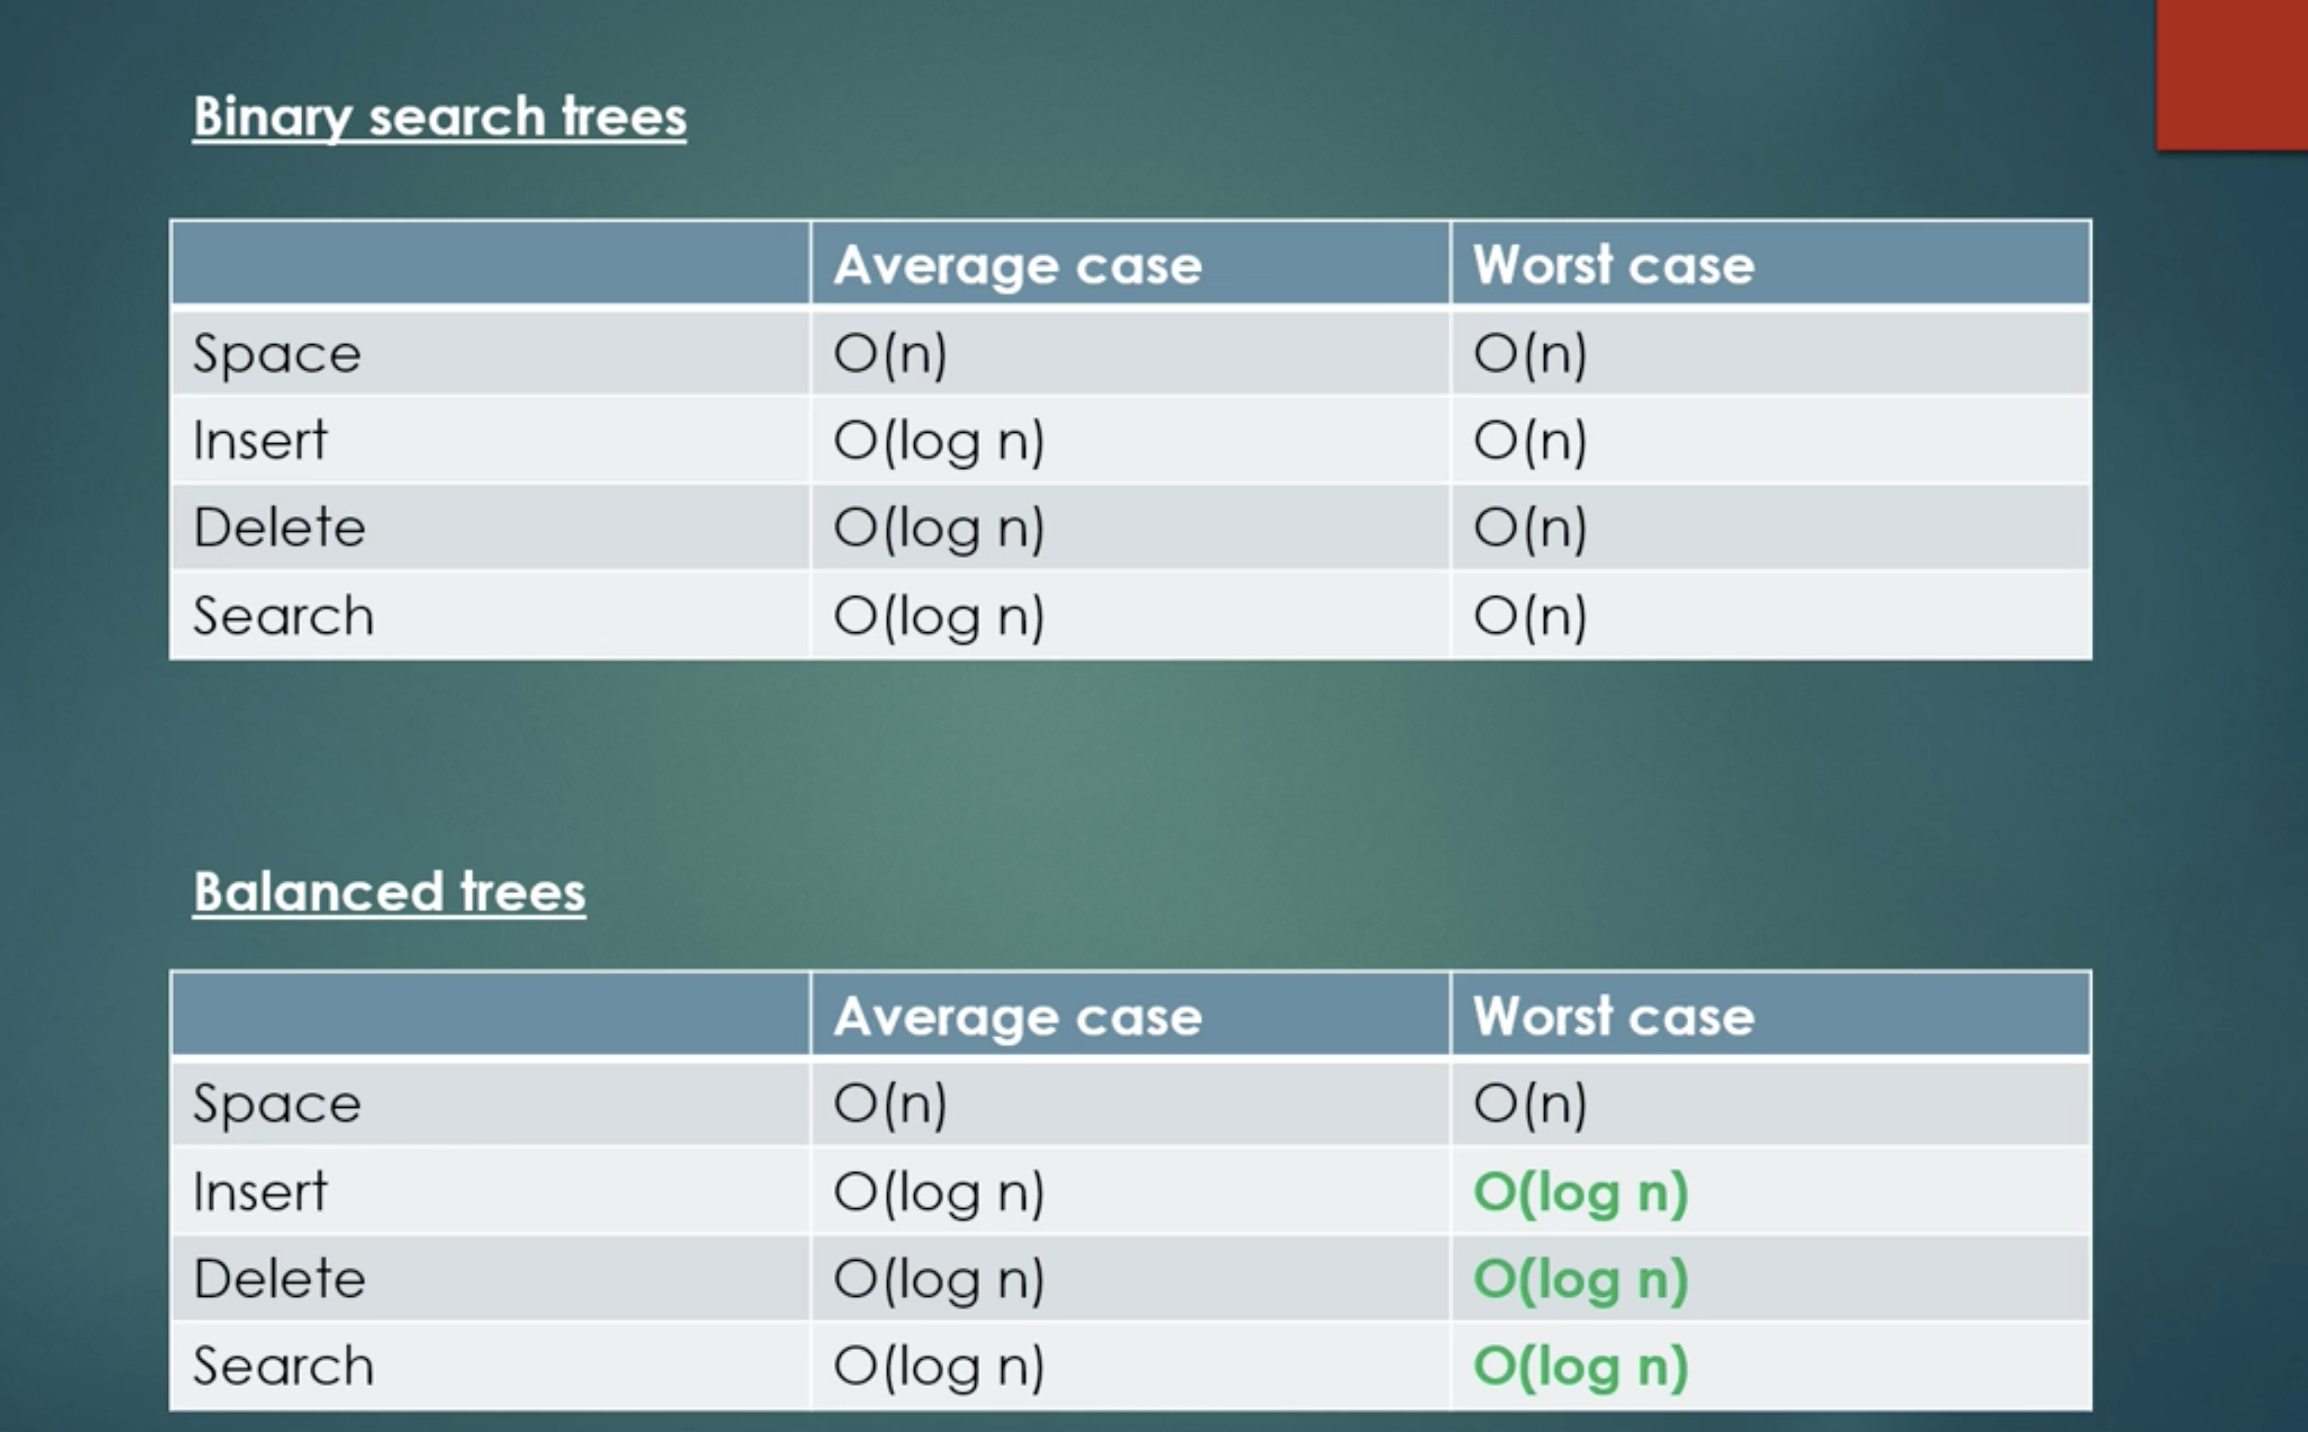 Binary search trees
Average case Worst case
Space O(n) O(n)
Insert O(log n) O(n)
Delete O(log n) O(n)
Search O(log n) O(n)
Balanced trees
Average case Worst case
Space O(n) O(n)
Insert O(log n) O(log n)
Delete O(log n) O(log n)
Search O(log n) O(log n)